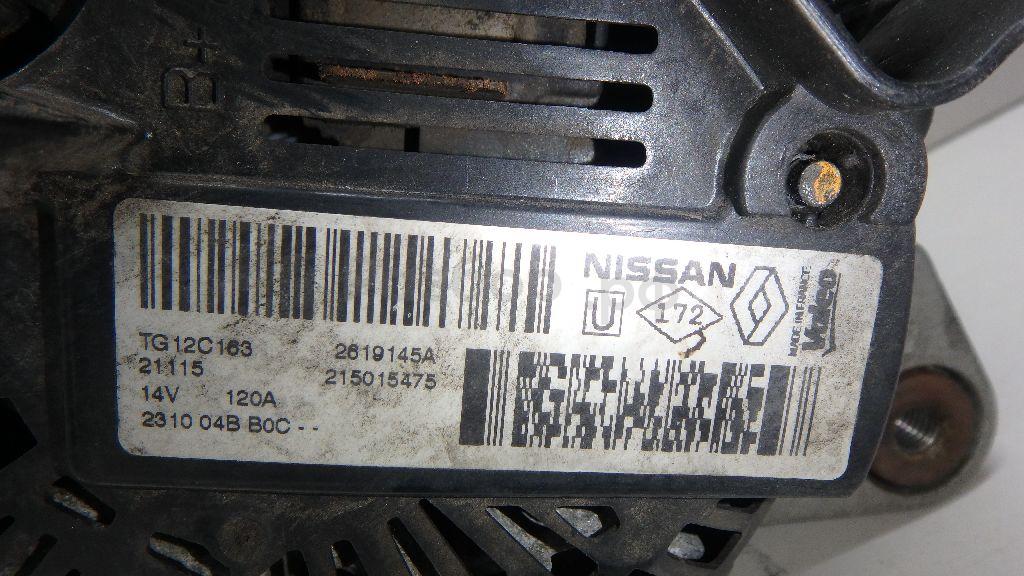 B+
NISSAN
U
172
MADE IN FRANCE
Valeo
TG12C163 2619145A
21115 215015475
14V 120A
2310 04B B0C - -